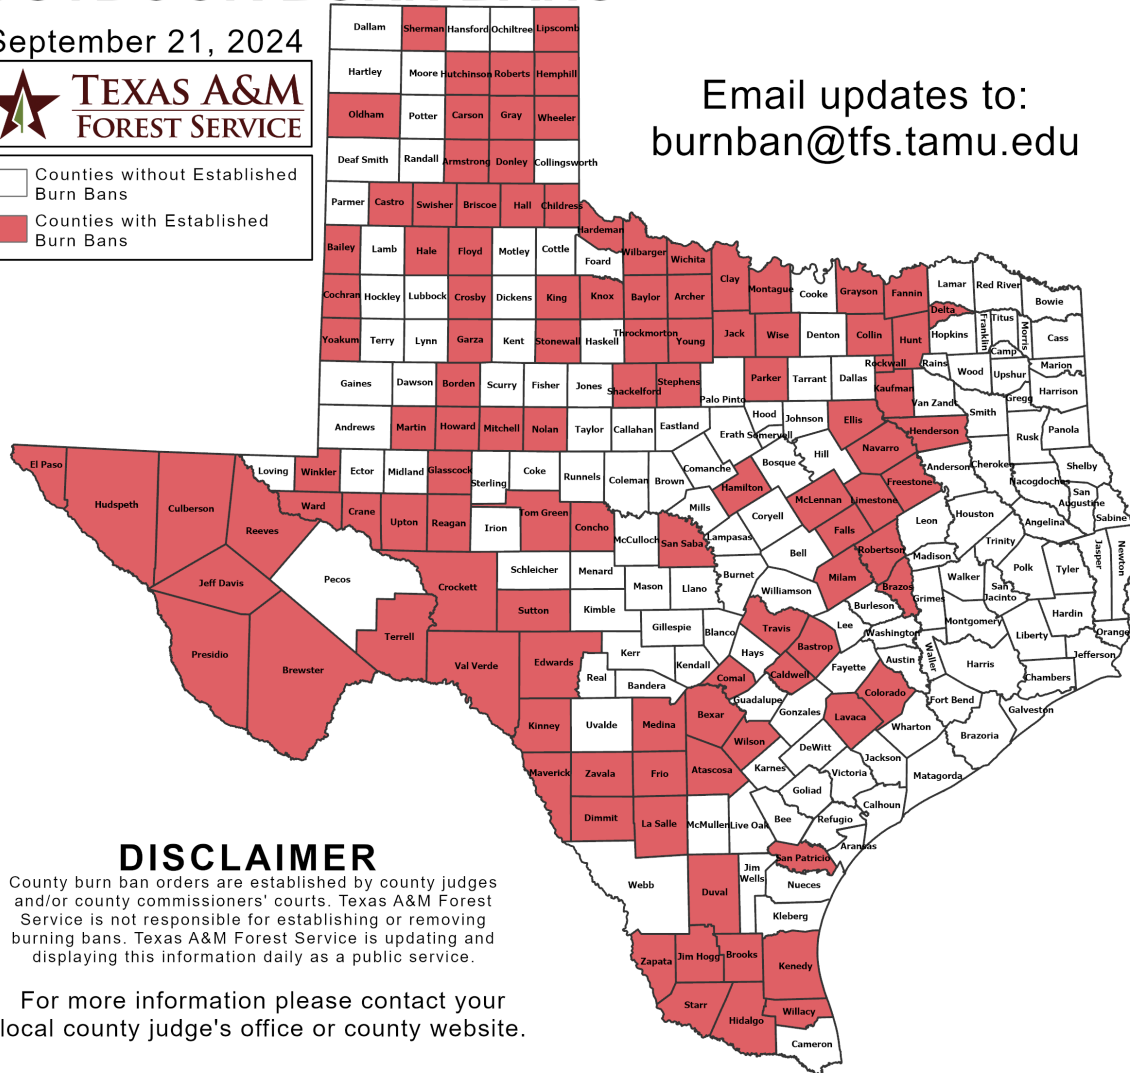 September 21, 2024
TEXAS A&M
FOREST SERVICE
Counties without Established
Burn Bans
Counties with Established
Burn Bans
Email updates to:
burnban@tfs.tamu.edu
Dallam Sherman Hansford Ochiltree Lipscomb
Hartley Moore Hutchinson Roberts Hemphill
Oldham Potter Carson Gray Wheeler
Deaf Smith Randall Armstrong Donley Collingsworth
Parmer Castro Swisher Briscoe Hall Childress
Hardeman
Bailey Lamb Hale Floyd Motley Cottle Foard Wilbarger Wichita
Clay Montague Cooke Grayson Fannin Lamar Red River Bowie
Cochran Hockley Lubbock Crosby Dickens King Knox Baylor Archer
Delta Hopkins Franklin Titus Camp Morris Cass
Yoakum Terry Lynn Garza Kent Stonewall Haskell Throckmorton Young Jack Wise Denton Collin Hunt
Rockwall Rains Wood Upshur Marion
Gaines Dawson Borden Scurry Fisher Jones Shackelford Stephens Palo Pinto Parker Tarrant Dallas Kaufman Van Zandt Smith Gregg Harrison
Andrews Martin Howard Mitchell Nolan Taylor Callahan Eastland Erath Hood Somervell Johnson Ellis Henderson Rusk Panola
El Paso Hudspeth Culberson Reeves Loving Winkler Ector Midland Glasscock Sterling Coke Runnels Coleman Brown Comanche Bosque Hill Navarro Anderson Cherokee Nacogdoches Shelby
Ward Crane Upton Reagan Irion Tom Green Concho McCulloch San Saba Mills Hamilton Coryell McLennan Limestone Freestone Leon Houston Angelina San Augustine Sabine
Jeff Davis Pecos Crockett Schleicher Menard Mason Llano Lampasas Burnet Bell Falls Robertson Madison Trinity Polk Tyler Jasper Newton
Presidio Brewster Terrell Sutton Kimble Gillespie Blanco Williamson Milam Brazos Burleson Grimes Walker San Jacinto Hardin Orange
Val Verde Edwards Real Kerr Kendall Bandera Hays Travis Bastrop Lee Washington Montgomery Liberty Jefferson
Comal Caldwell Fayette Austin Waller Harris Chambers
Kinney Uvalde Medina Bexar Guadalupe Gonzales Lavaca Colorado Fort Bend Galveston
Wilson Wharton Brazoria
Maverick Zavala Frio Atascosa Karnes DeWitt Victoria Jackson Matagorda
Dimmit La Salle McMullen Live Oak Bee Goliad Refugio Calhoun
Aransas
Webb Duval Jim Wells San Patricio Nueces
Kleberg
Zapata Jim Hogg Brooks Kenedy
Starr Hidalgo Willacy
Cameron
DISCLAIMER
County burn ban orders are established by county judges
and/or county commissioners' courts. Texas A&M Forest
Service is not responsible for establishing or removing
burning bans. Texas A&M Forest Service is updating and
displaying this information daily as a public service.
For more information please contact your
local county judge's office or county website.